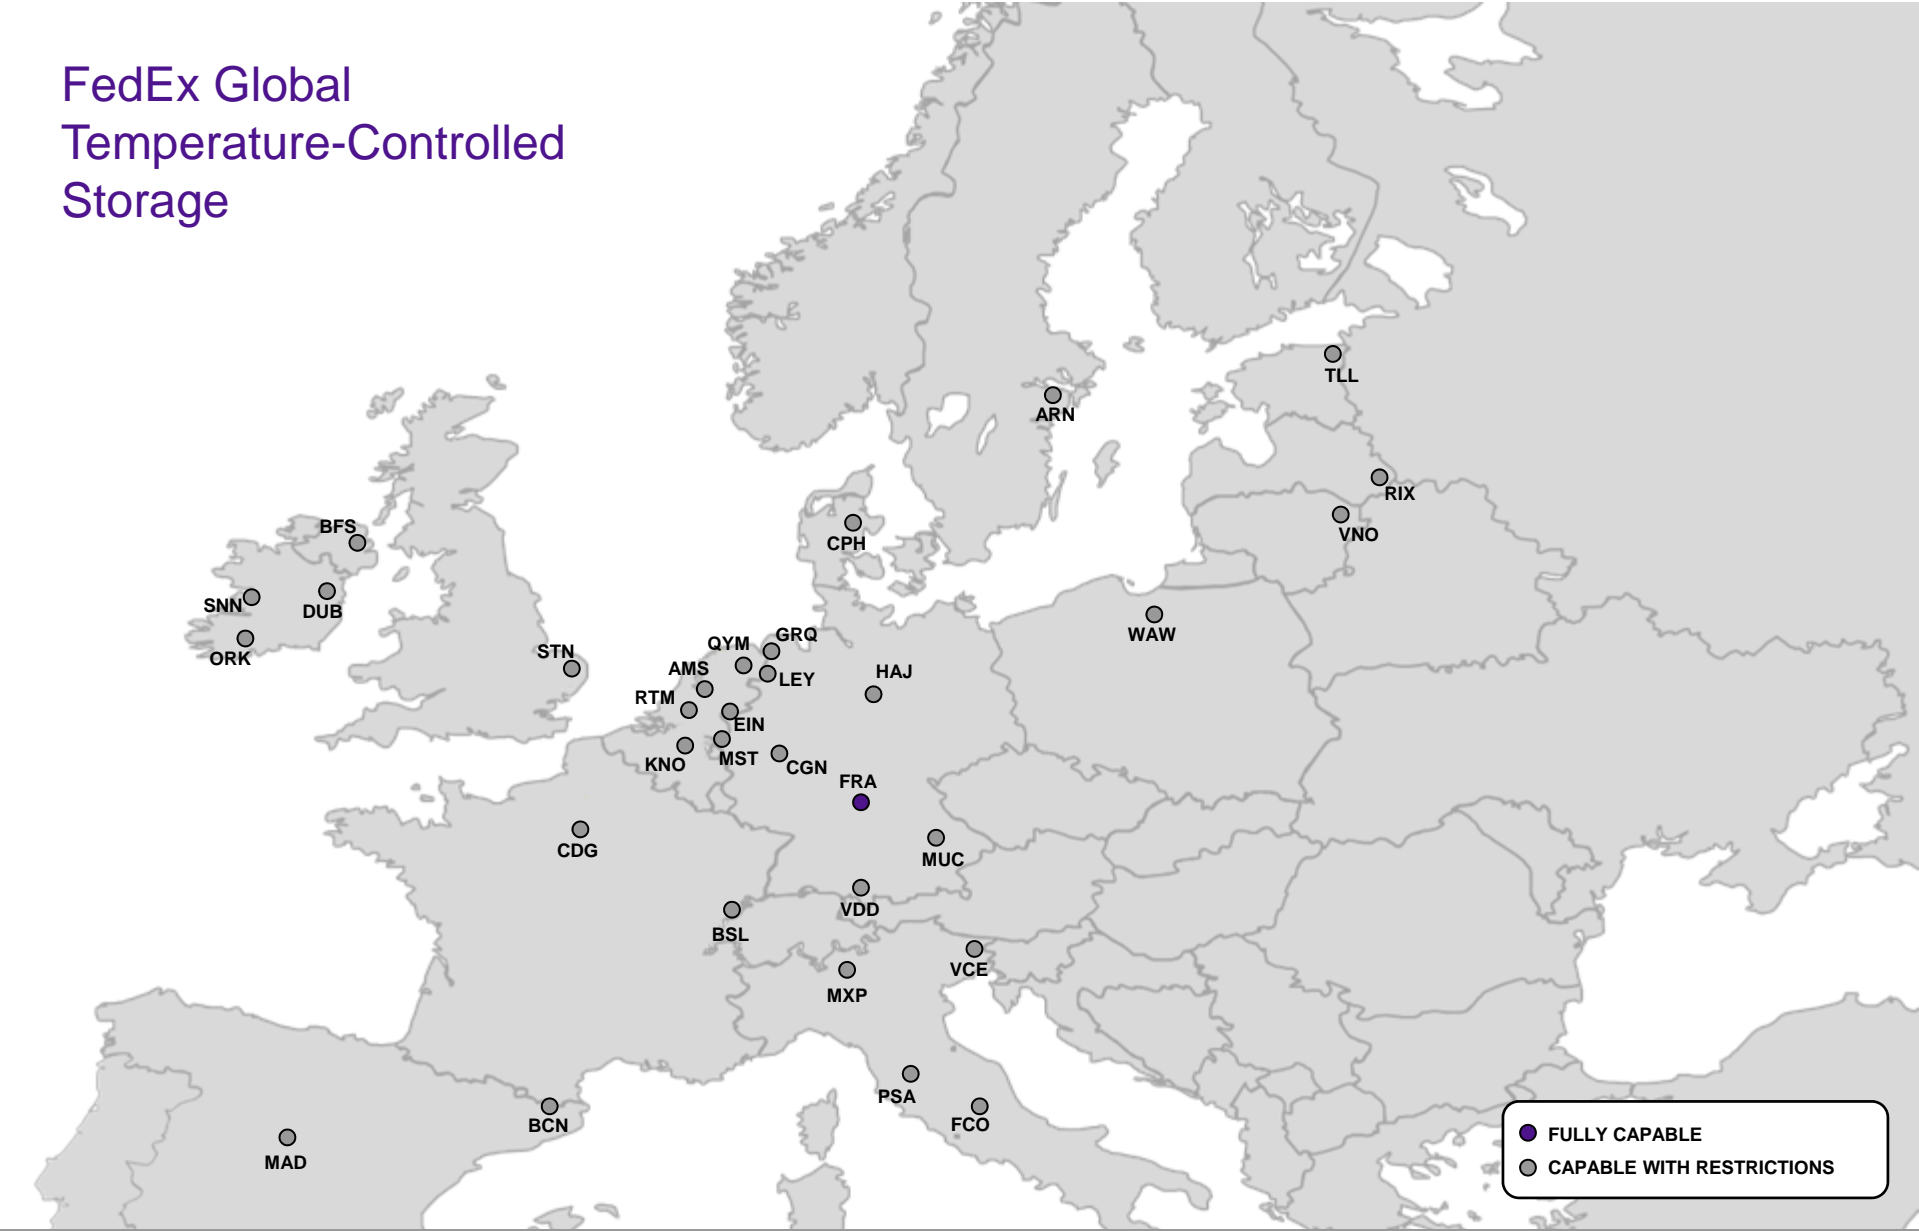 FedEx Global
Temperature-Controlled
Storage
TLL
ARN
RIX
BFS
VNO
CPH
SNN
DUB
WAW
GRQ
QYM
ORK
STN
AMS
LEY
HAJ
RTM
EIN
MST
KNO
CGN
FRA
CDG
MUC
VDD
BSL
VCE
MXP
PSA
FCO
BCN
MAD
FULLY CAPABLE
CAPABLE WITH RESTRICTIONS